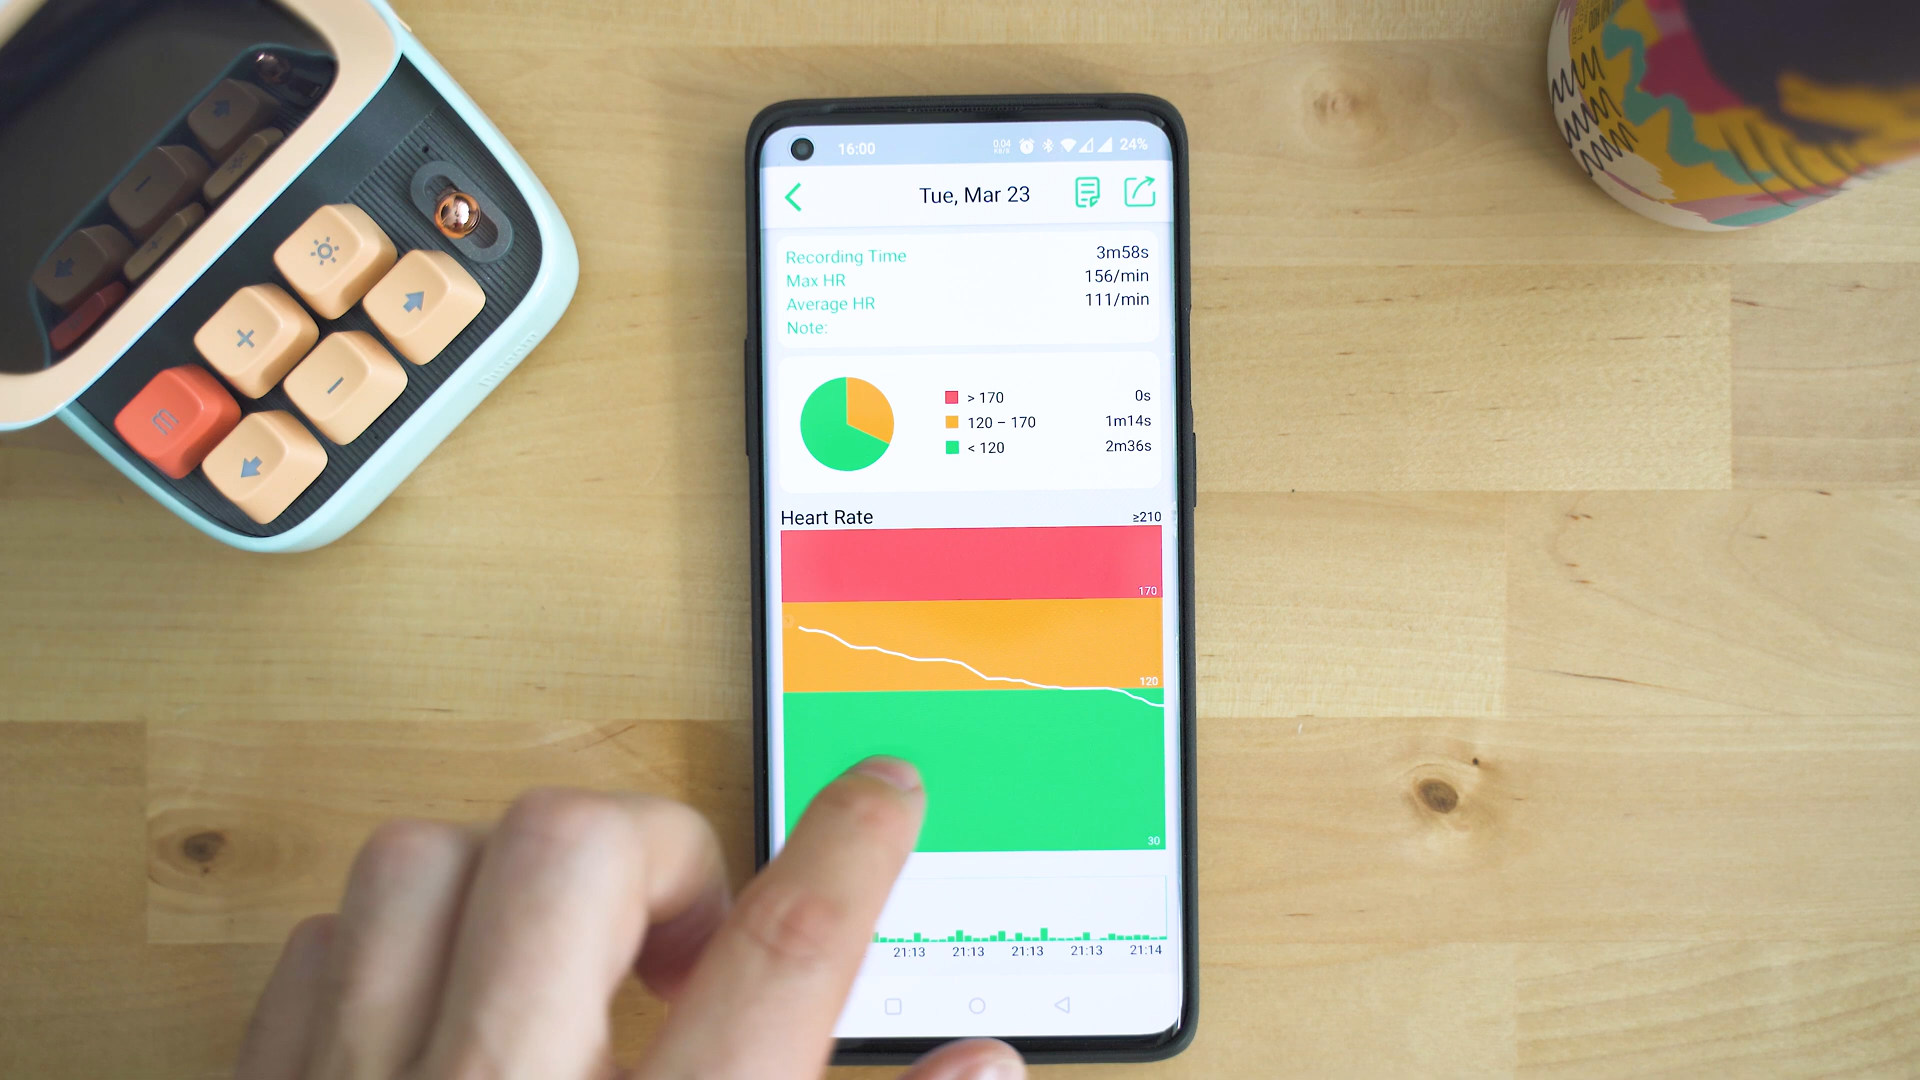 16:00 0.04 24%
Tue, Mar 23
Recording Time 3m58s
Max HR 156/min
Average HR 111/min
Note:
> 170 0s
120 – 170 1m14s
< 120 2m36s
Heart Rate ≥210
170
120
30
21:13 21:13 21:13 21:13 21:14
+
−